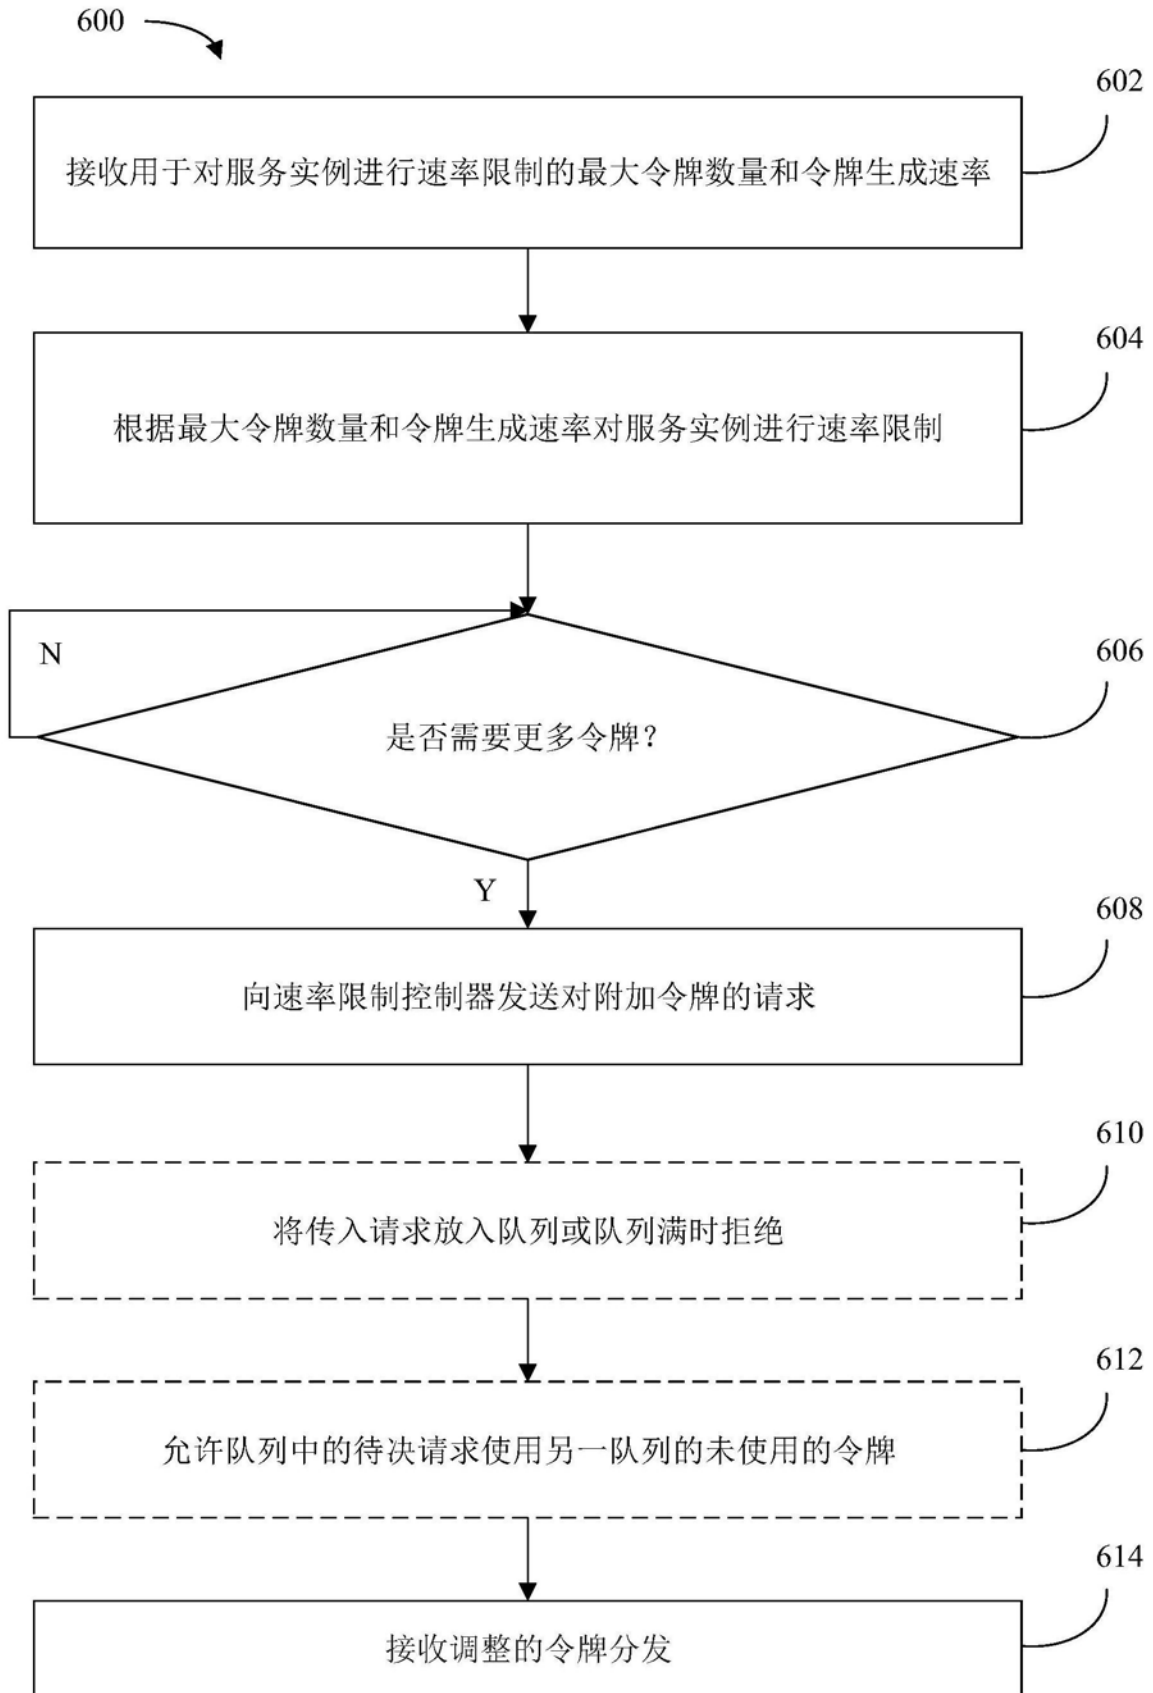 600
602
接收用于对服务实例进行速率限制的最大令牌数量和令牌生成速率
604
根据最大令牌数量和令牌生成速率对服务实例进行速率限制
N
606
是否需要更多令牌？
Y
608
向速率限制控制器发送对附加令牌的请求
610
将传入请求放入队列或队列满时拒绝
612
允许队列中的待决请求使用另一队列的未使用的令牌
614
接收调整的令牌分发